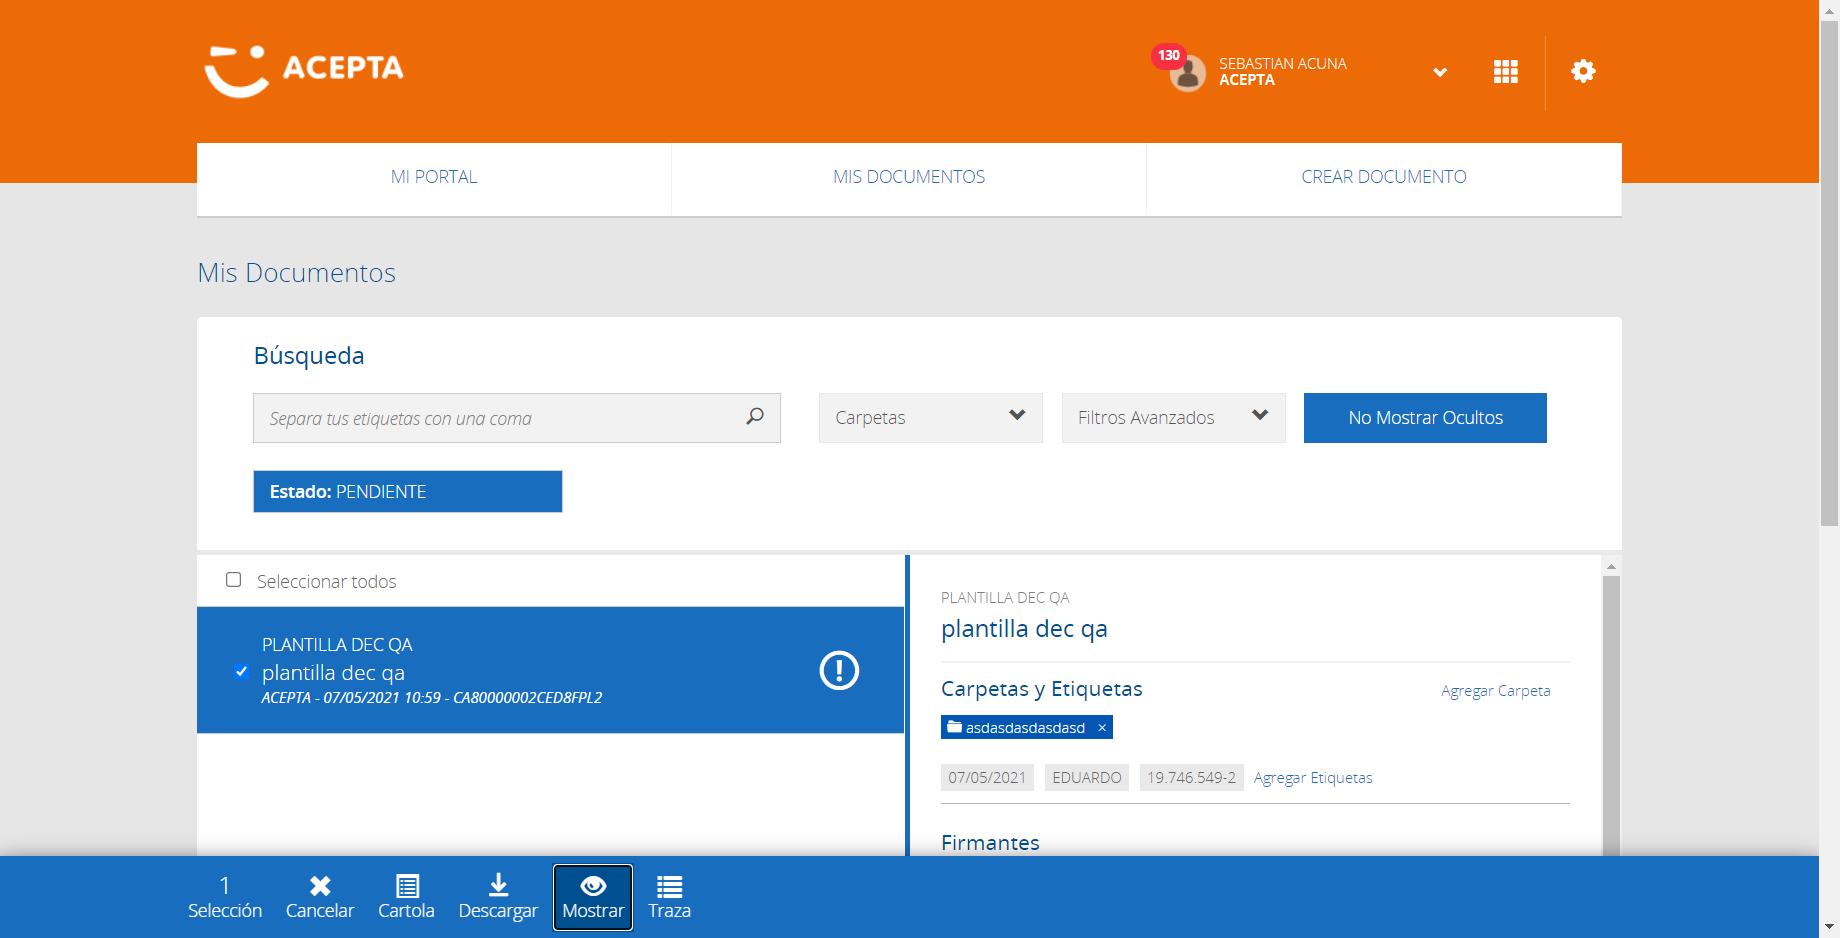 ACEPTA
130
SEBASTIAN ACUNA
ACEPTA
MI PORTAL
MIS DOCUMENTOS
CREAR DOCUMENTO
Mis Documentos
Búsqueda
Separa tus etiquetas con una coma
Carpetas
Filtros Avanzados
No Mostrar Ocultos
Estado: PENDIENTE
Seleccionar todos
PLANTILLA DEC QA
plantilla dec qa
ACEPTA - 07/05/2021 10:59 - CA80000002CED8FPL2
PLANTILLA DEC QA
plantilla dec qa
Carpetas y Etiquetas
Agregar Carpeta
asdasdasdasdasd ×
07/05/2021 EDUARDO 19.746.549-2 Agregar Etiquetas
Firmantes
1
Selección
Cancelar
Cartola
Descargar
Mostrar
Traza